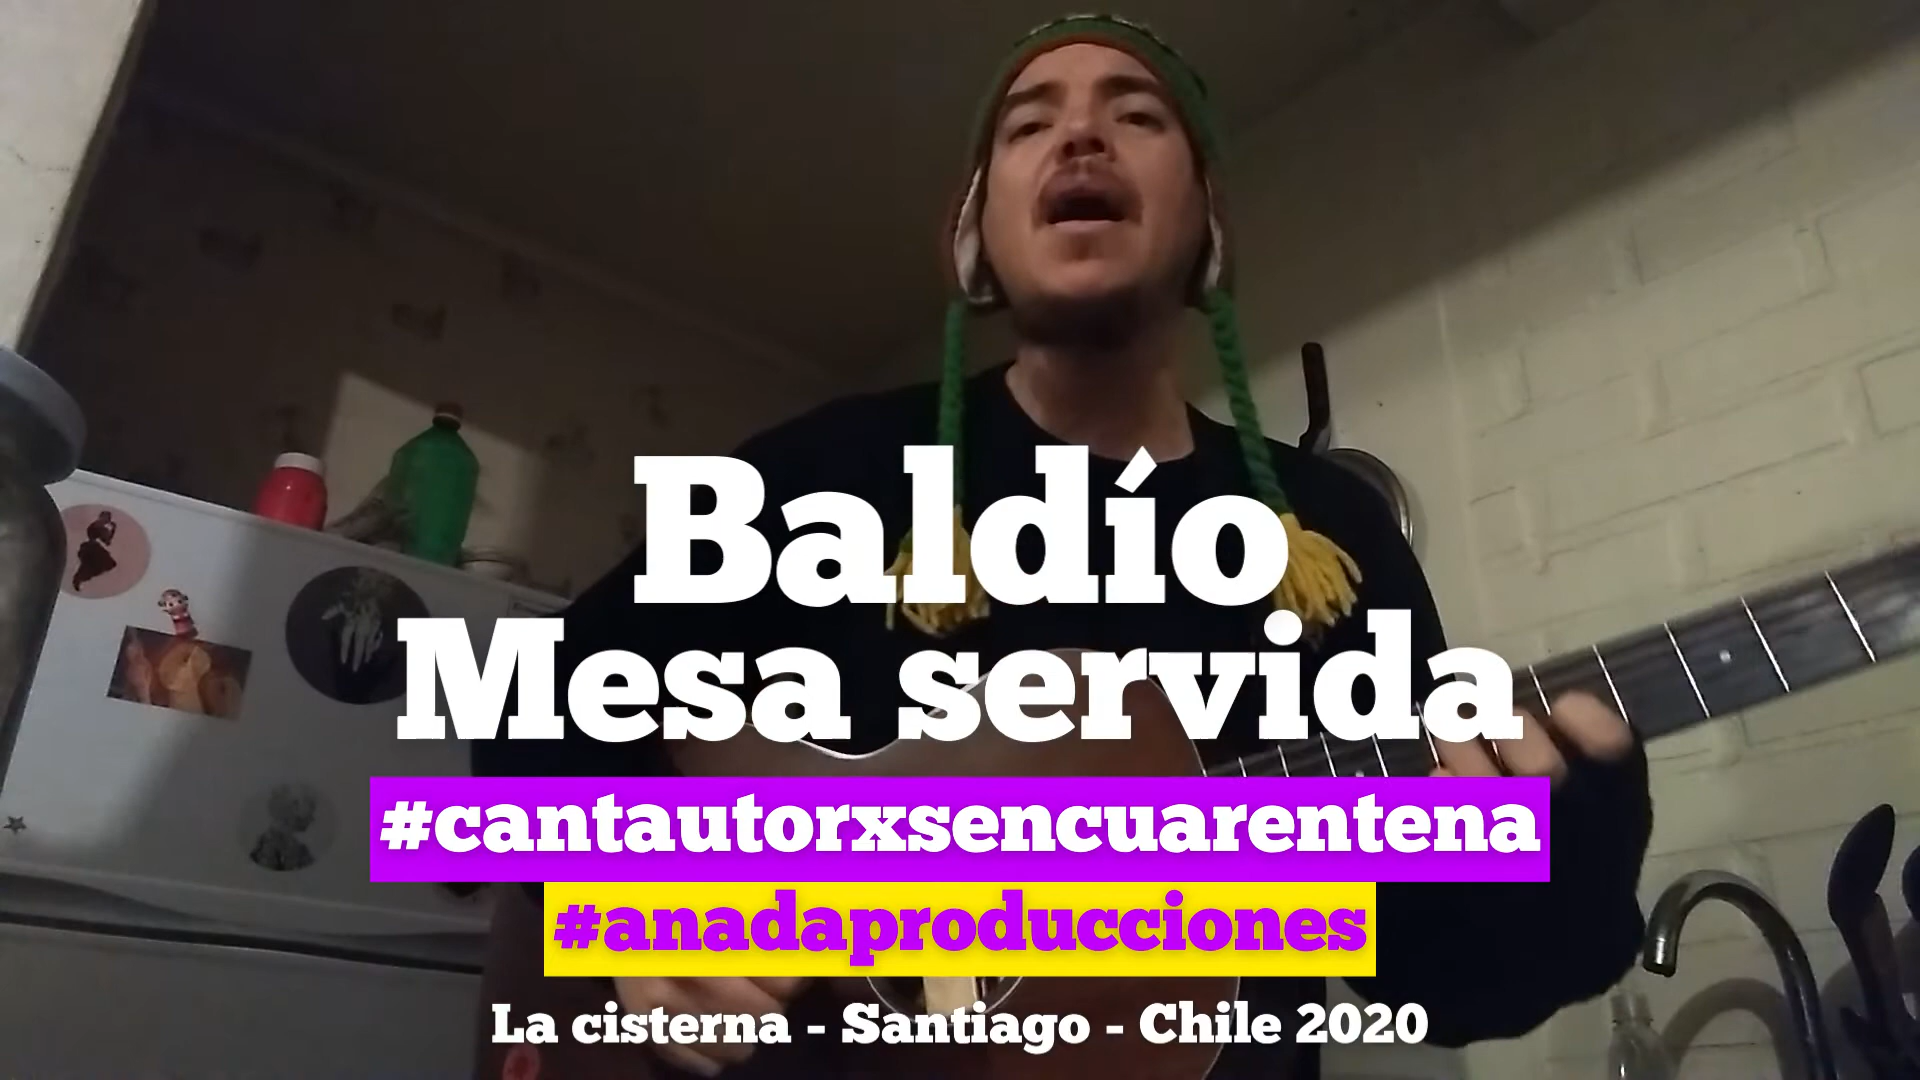 Baldío
Mesa servida
#cantautorxsencuarentena
#anadaproducciones
La cisterna - Santiago - Chile 2020